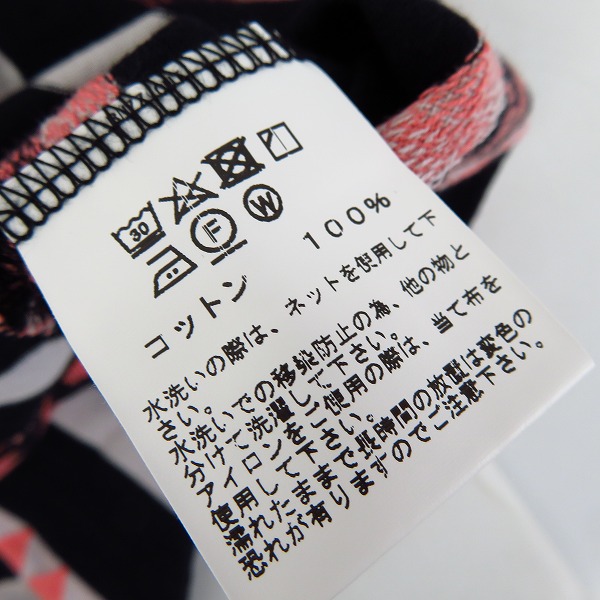 30
F
W
コットン 100%
水洗いの際は、ネットを使用して下
さい。
水洗いでの移染防止の為、他の物と
分けて洗濯して下さい。
アイロンをご使用の際は、当て布を
使用して下さい。
濡れたままで長時間の放置は変色の
恐れが有りますのでご注意下さい。